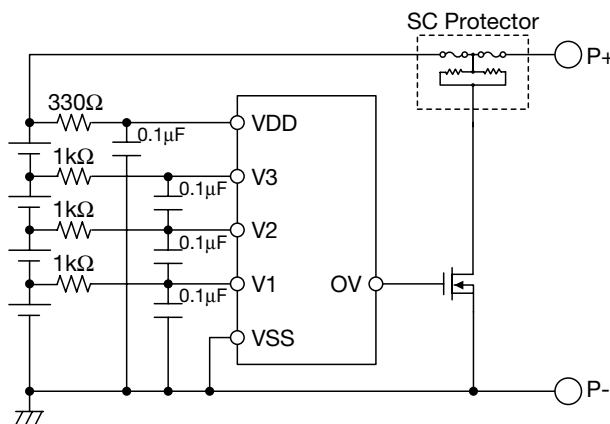 SC Protector
P+
330Ω
0.1μF
VDD
1kΩ
0.1μF
V3
1kΩ
0.1μF
V2
1kΩ
0.1μF
V1
OV
VSS
P-